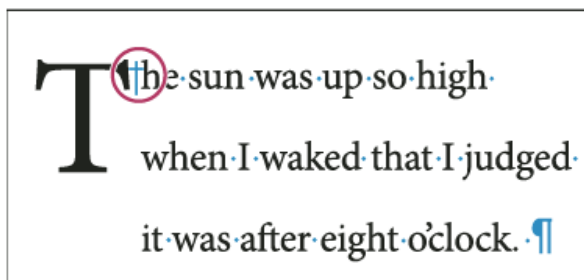 The sun was up so high
when I waked that I judged
it was after eight o’clock. ¶